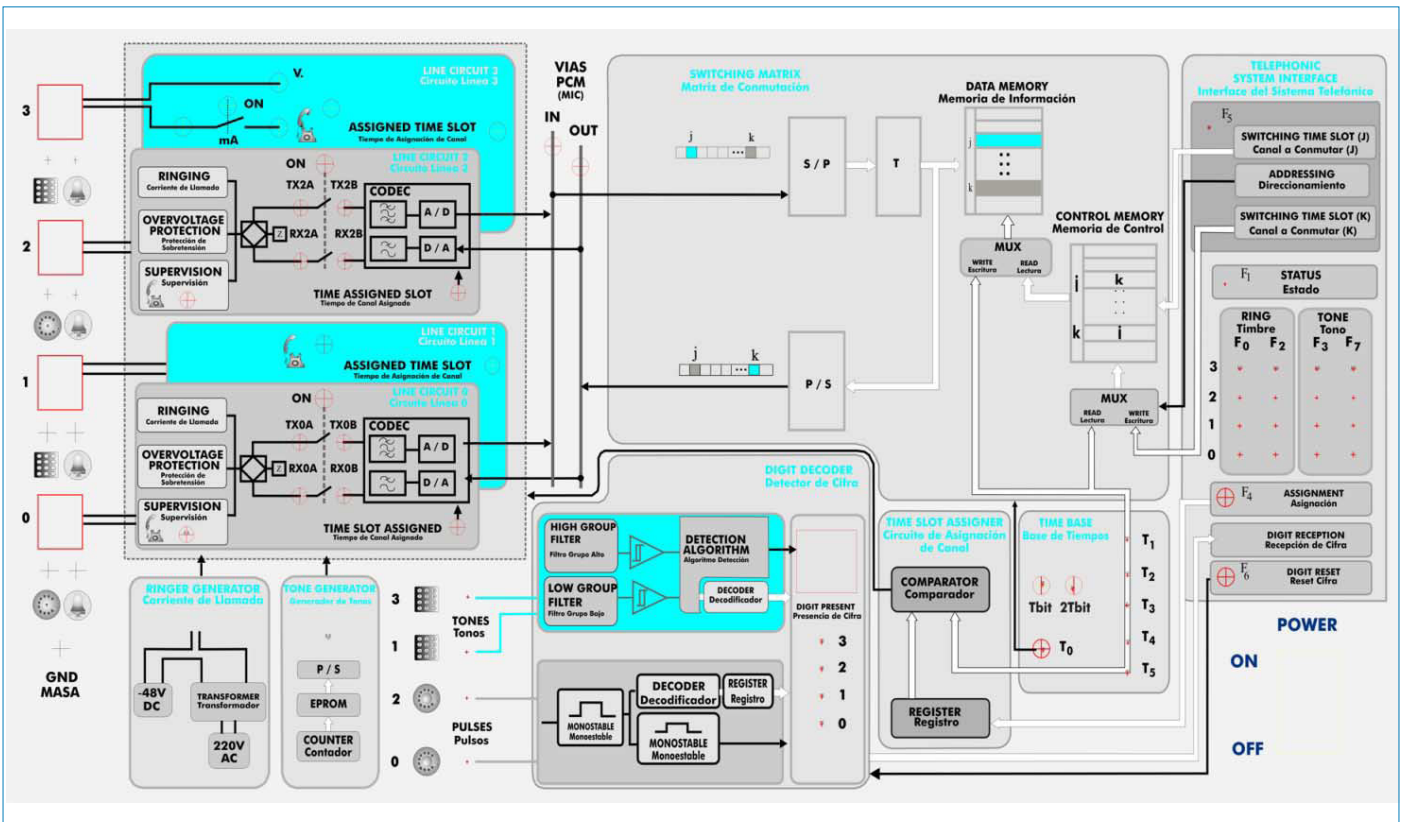 3
2
1
0
GND
MASA
LINE CIRCUIT 3
Circuito Línea 3
V.
ON
mA
ASSIGNED TIME SLOT
Tiempo de Asignación de Canal
LINE CIRCUIT 2
Circuito Línea 2
RINGING
Corriente de Llamado
OVERVOLTAGE
PROTECTION
Protección de
Sobretensión
SUPERVISION
Supervisión
ON
TX2A
TX2B
Z
RX2A
RX2B
CODEC
A / D
D / A
TIME ASSIGNED SLOT
Tiempo de Canal Asignado
LINE CIRCUIT 1
Circuito Línea 1
ASSIGNED TIME SLOT
Tiempo de Asignación de Canal
LINE CIRCUIT 0
Circuito Línea 0
RINGING
Corriente de Llamado
OVERVOLTAGE
PROTECTION
Protección de
Sobretensión
SUPERVISION
Supervisión
ON
TX0A
TX0B
Z
RX0A
RX0B
CODEC
A / D
D / A
TIME SLOT ASSIGNED
Tiempo de Canal Asignado
RINGER GENERATOR
Corriente de Llamada
-48V
DC
TRANSFORMER
Transformador
220V
AC
TONE GENERATOR
Generador de Tonos
P / S
EPROM
COUNTER
Contador
VIAS
PCM
(MIC)
IN
OUT
SWITCHING MATRIX
Matriz de Conmutación
j
k
S / P
T
DATA MEMORY
Memoria de Información
j
k
MUX
WRITE
Escritura
READ
Lectura
CONTROL MEMORY
Memoria de Control
j
k
k
j
MUX
READ
Lectura
WRITE
Escritura
j
k
P / S
DIGIT DECODER
Detector de Cifra
HIGH GROUP
FILTER
Filtro Grupo Alto
LOW GROUP
FILTER
Filtro Grupo Bajo
DETECTION
ALGORITHM
Algoritmo Detección
DECODER
Decodificador
3
1
TONES
Tonos
2
0
PULSES
Pulsos
MONOSTABLE
Monoestable
DECODER
Decodificador
REGISTER
Registro
MONOSTABLE
Monoestable
DIGIT PRESENT
Presencia de Cifra
3
2
1
0
TIME SLOT ASSIGNER
Circuito de Asignación
de Canal
COMPARATOR
Comparador
REGISTER
Registro
TIME BASE
Base de Tiempos
Tbit
2Tbit
T0
T1
T2
T3
T4
T5
TELEPHONIC
SYSTEM INTERFACE
Interface del Sistema Telefónico
F5
SWITCHING TIME SLOT (J)
Canal a Conmutar (J)
ADDRESSING
Direccionamiento
SWITCHING TIME SLOT (K)
Canal a Conmutar (K)
F1
STATUS
Estado
RING
Timbre
F0 F2
TONE
Tono
F3 F7
3
2
1
0
F4
ASSIGNMENT
Asignación
DIGIT RECEPTION
Recepción de Cifra
F6
DIGIT RESET
Reset Cifra
POWER
ON
OFF